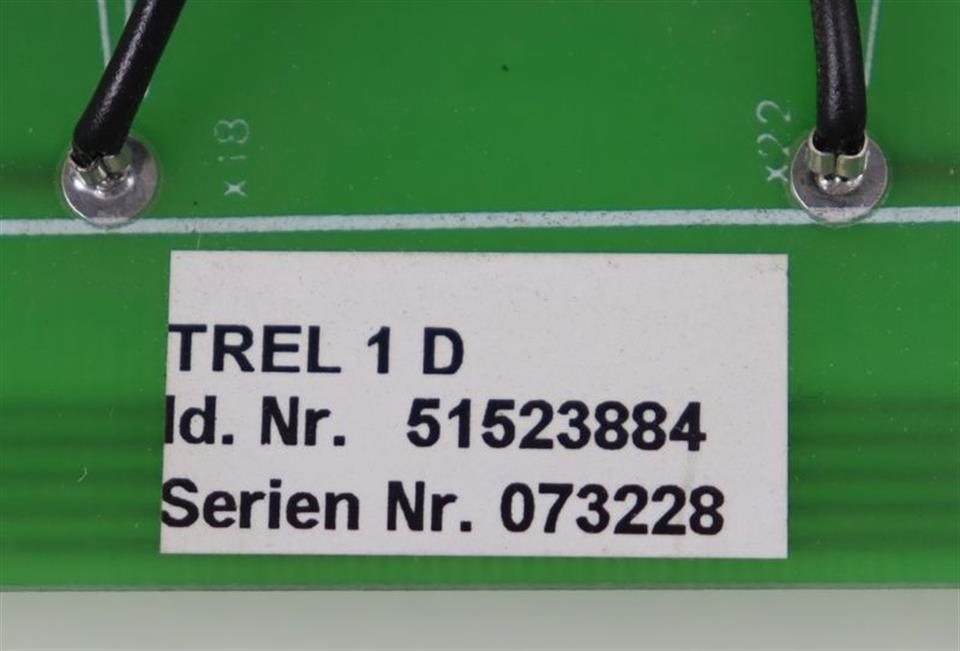 x18
x22
TREL 1 D
Id. Nr. 51523884
Serien Nr. 073228